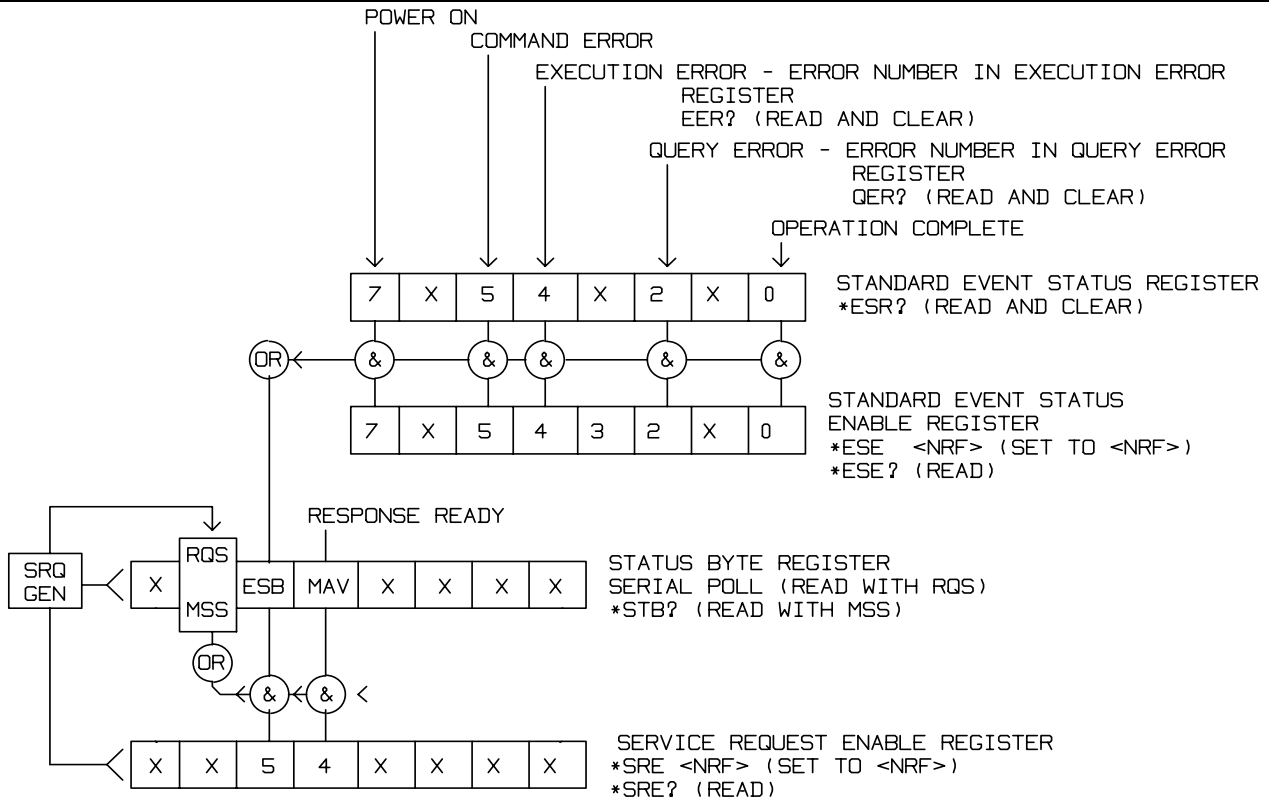 POWER ON
COMMAND ERROR
EXECUTION ERROR - ERROR NUMBER IN EXECUTION ERROR
REGISTER
EER? (READ AND CLEAR)
QUERY ERROR - ERROR NUMBER IN QUERY ERROR
REGISTER
QER? (READ AND CLEAR)
OPERATION COMPLETE
7 X 5 4 X 2 X 0
STANDARD EVENT STATUS REGISTER
*ESR? (READ AND CLEAR)
OR & & & & &
7 X 5 4 3 2 X 0
STANDARD EVENT STATUS
ENABLE REGISTER
*ESE <NRF> (SET TO <NRF>)
*ESE? (READ)
RESPONSE READY
SRQ
GEN
X RQS MSS ESB MAV X X X X
STATUS BYTE REGISTER
SERIAL POLL (READ WITH RQS)
*STB? (READ WITH MSS)
OR
& &
X X 5 4 X X X X
SERVICE REQUEST ENABLE REGISTER
*SRE <NRF> (SET TO <NRF>)
*SRE? (READ)